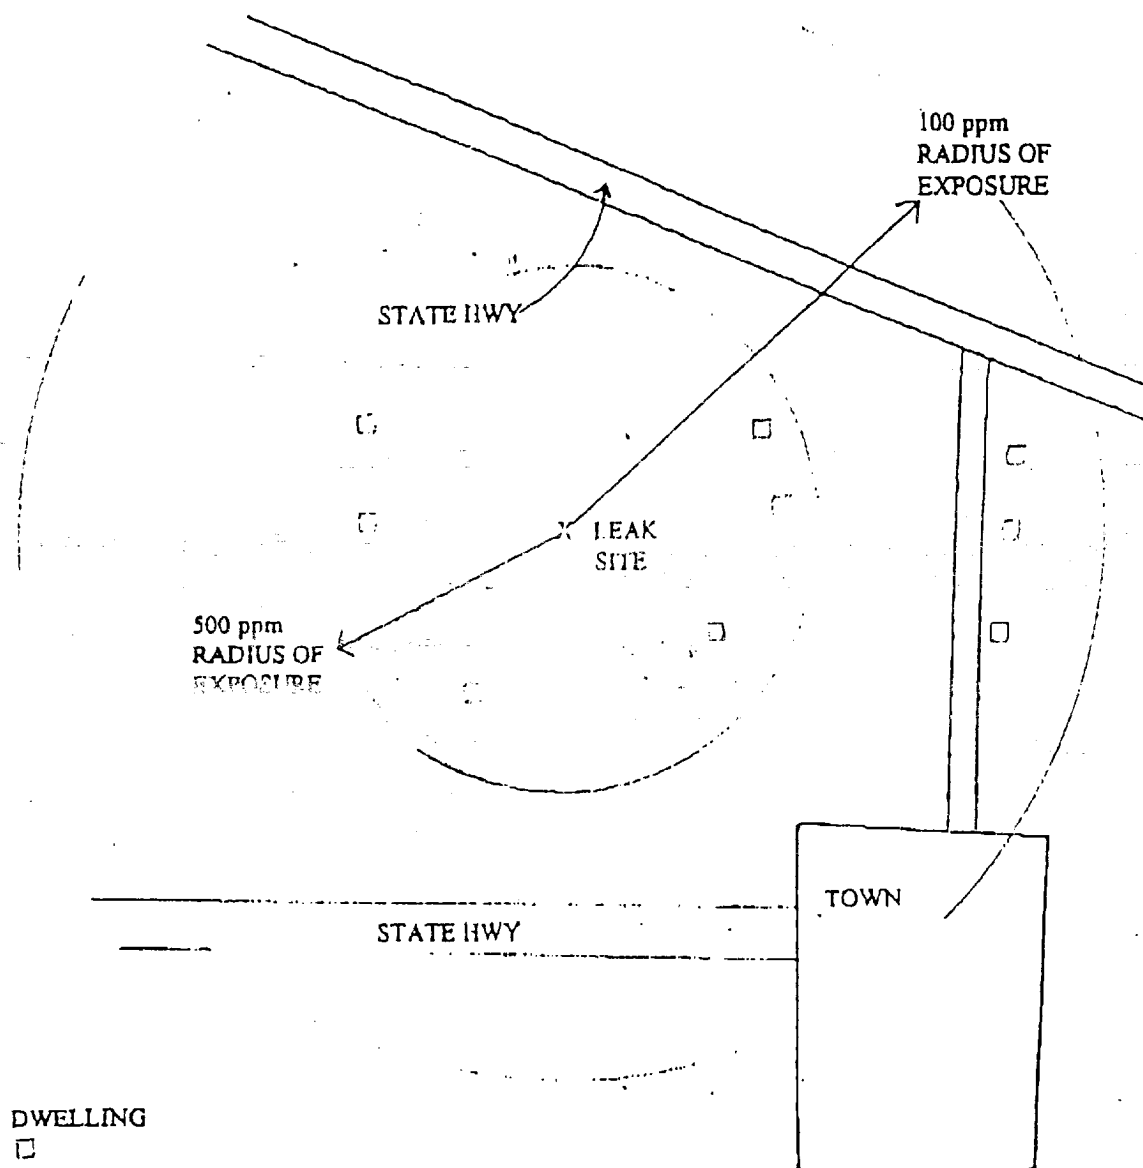 100 ppm
RADIUS OF
EXPOSURE
STATE HWY
X LEAK
SITE
500 ppm
RADIUS OF
EXPOSURE
TOWN
STATE HWY
DWELLING